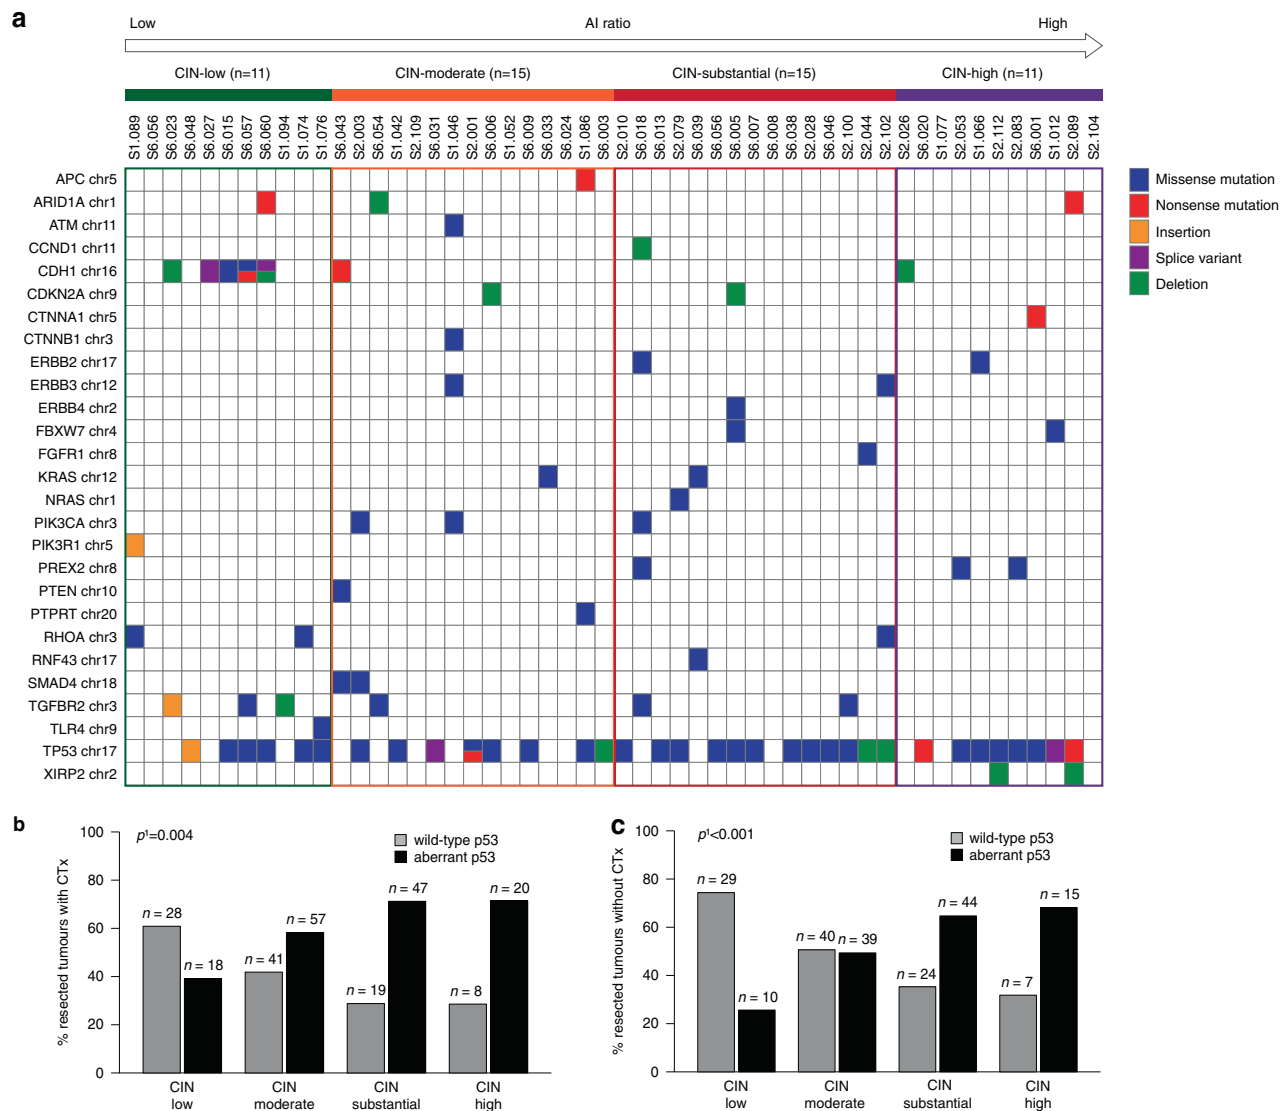 a
Low AI ratio High
CIN-low (n=11) CIN-moderate (n=15) CIN-substantial (n=15) CIN-high (n=11)
S1.089 S6.056 S6.023 S6.048 S6.027 S6.015 S6.057 S6.060 S1.094 S1.074 S1.076 S6.043 S2.003 S6.054 S1.042 S2.109 S6.031 S1.046 S2.001 S6.006 S1.052 S6.009 S6.033 S6.024 S1.086 S6.003 S2.010 S6.018 S6.013 S2.079 S6.039 S6.056 S6.005 S6.007 S6.008 S6.038 S6.028 S6.046 S2.100 S2.044 S2.102 S2.026 S6.020 S1.077 S2.053 S1.066 S2.112 S2.083 S6.001 S1.012 S2.089 S2.104
APC chr5
ARID1A chr1
ATM chr11
CCND1 chr11
CDH1 chr16
CDKN2A chr9
CTNNA1 chr5
CTNNB1 chr3
ERBB2 chr17
ERBB3 chr12
ERBB4 chr2
FBXW7 chr4
FGFR1 chr8
KRAS chr12
NRAS chr1
PIK3CA chr3
PIK3R1 chr5
PREX2 chr8
PTEN chr10
PTPRT chr20
RHOA chr3
RNF43 chr17
SMAD4 chr18
TGFBR2 chr3
TLR4 chr9
TP53 chr17
XIRP2 chr2
Missense mutation
Nonsense mutation
Insertion
Splice variant
Deletion
b
p¹=0.004
wild-type p53
aberrant p53
% resected tumours with CTx
100
80
60
40
20
0
n = 28
n = 18
n = 41
n = 57
n = 19
n = 47
n = 8
n = 20
CIN low
CIN moderate
CIN substantial
CIN high
c
p¹<0.001
wild-type p53
aberrant p53
% resected tumours without CTx
100
80
60
40
20
0
n = 29
n = 10
n = 40
n = 39
n = 24
n = 44
n = 7
n = 15
CIN low
CIN moderate
CIN substantial
CIN high